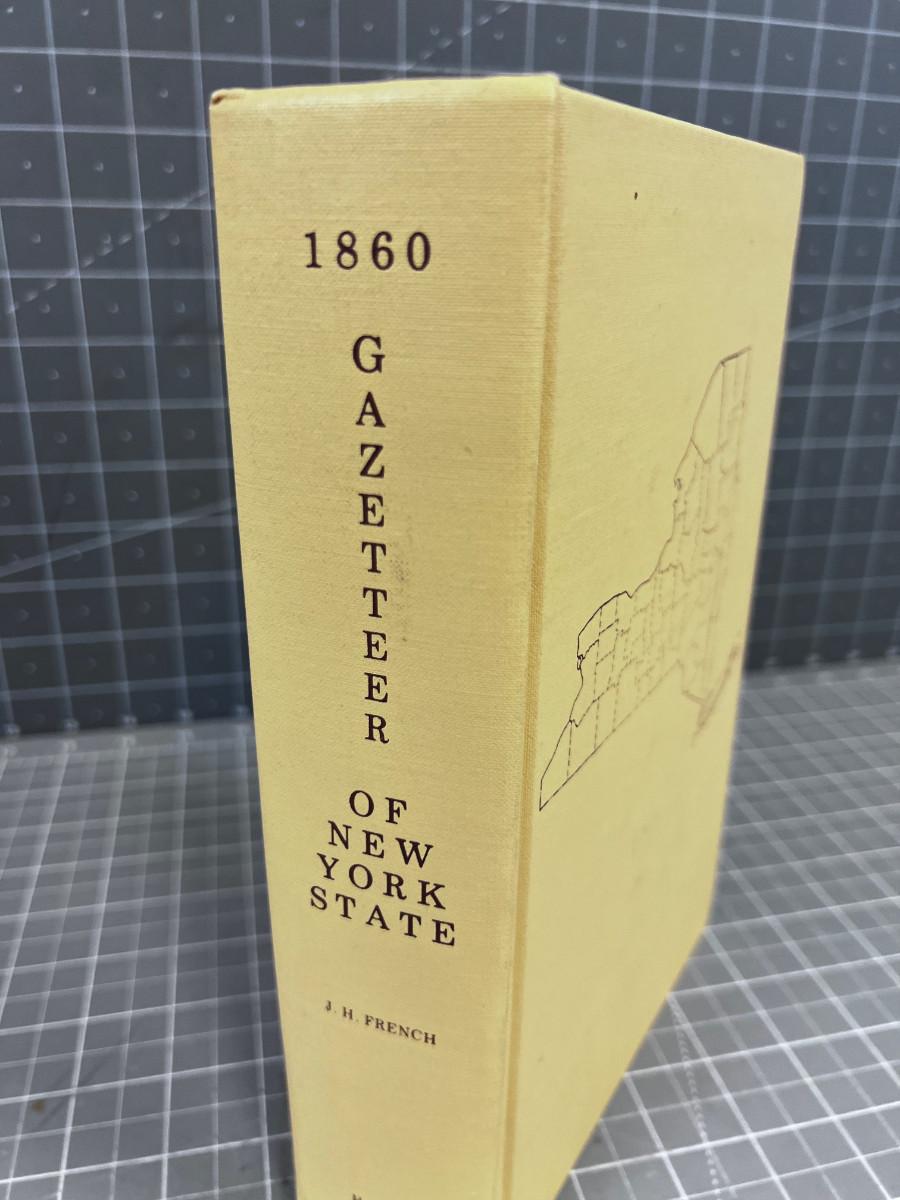 1860
GAZETTEER
OF
NEW
YORK
STATE
J. H. FRENCH